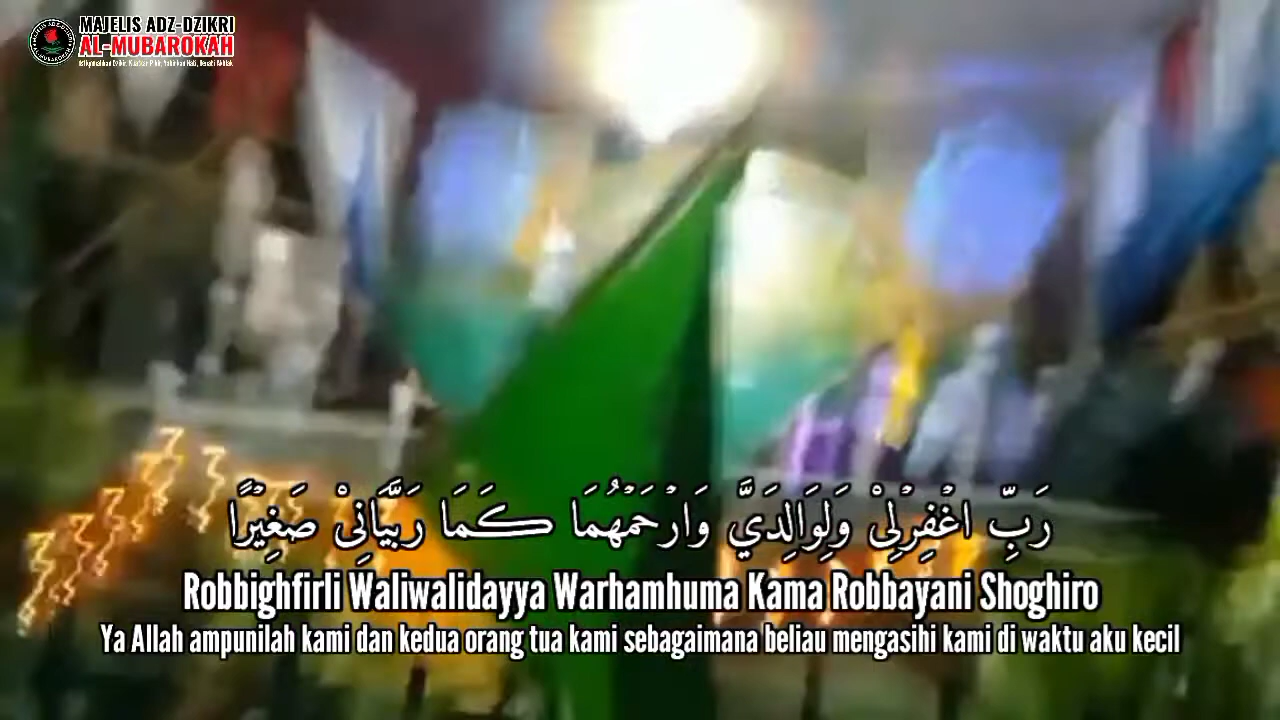 MAJELIS ADZ-DZIKRI
AL-MUBAROKAH
رَبِّ اغْفِرْلِيْ وَلِوَالِدَيَّ وَارْحَمْهُمَا كَمَا رَبَّيَانِيْ صَغِيْرًا
Robbighfirli Waliwalidayya Warhamhuma Kama Robbayani Shoghiro
Ya Allah ampunilah kami dan kedua orang tua kami sebagaimana beliau mengasihi kami di waktu aku kecil